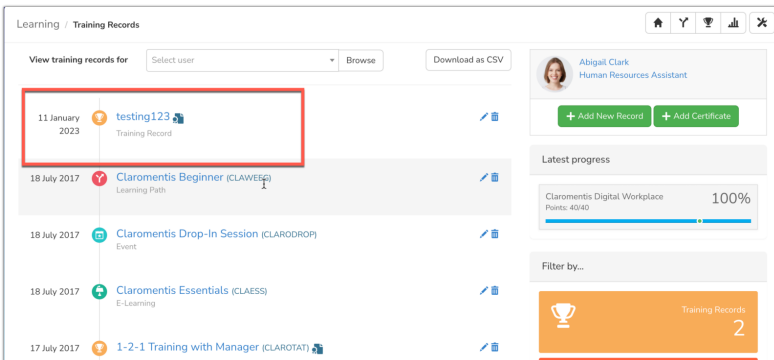 Learning / Training Records
View training records for
Select user
Browse
Download as CSV
11 January
2023
testing123
Training Record
18 July 2017
Claromentis Beginner (CLAWEEG)
Learning Path
18 July 2017
Claromentis Drop-In Session (CLARODROP)
Event
18 July 2017
Claromentis Essentials (CLAESS)
E-Learning
17 July 2017
1-2-1 Training with Manager (CLAROTAT)
Abigail Clark
Human Resources Assistant
+ Add New Record
+ Add Certificate
Latest progress
Claromentis Digital Workplace
100%
Points: 40/40
Filter by...
Training Records
2